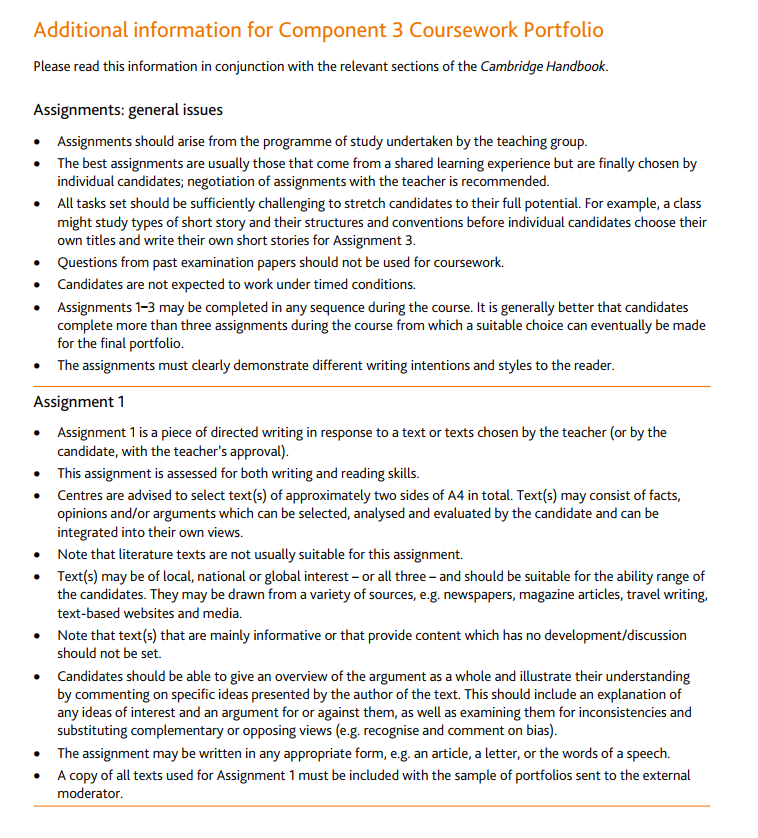 Additional information for Component 3 Coursework Portfolio
Please read this information in conjunction with the relevant sections of the Cambridge Handbook.
Assignments: general issues
• Assignments should arise from the programme of study undertaken by the teaching group.
• The best assignments are usually those that come from a shared learning experience but are finally chosen by
individual candidates; negotiation of assignments with the teacher is recommended.
• All tasks set should be sufficiently challenging to stretch candidates to their full potential. For example, a class
might study types of short story and their structures and conventions before individual candidates choose their
own titles and write their own short stories for Assignment 3.
• Questions from past examination papers should not be used for coursework.
• Candidates are not expected to work under timed conditions.
• Assignments 1–3 may be completed in any sequence during the course. It is generally better that candidates
complete more than three assignments during the course from which a suitable choice can eventually be made
for the final portfolio.
• The assignments must clearly demonstrate different writing intentions and styles to the reader.
Assignment 1
• Assignment 1 is a piece of directed writing in response to a text or texts chosen by the teacher (or by the
candidate, with the teacher's approval).
• This assignment is assessed for both writing and reading skills.
• Centres are advised to select text(s) of approximately two sides of A4 in total. Text(s) may consist of facts,
opinions and/or arguments which can be selected, analysed and evaluated by the candidate and can be
integrated into their own views.
• Note that literature texts are not usually suitable for this assignment.
• Text(s) may be of local, national or global interest – or all three – and should be suitable for the ability range of
the candidates. They may be drawn from a variety of sources, e.g. newspapers, magazine articles, travel writing,
text-based websites and media.
• Note that text(s) that are mainly informative or that provide content which has no development/discussion
should not be set.
• Candidates should be able to give an overview of the argument as a whole and illustrate their understanding
by commenting on specific ideas presented by the author of the text. This should include an explanation of
any ideas of interest and an argument for or against them, as well as examining them for inconsistencies and
substituting complementary or opposing views (e.g. recognise and comment on bias).
• The assignment may be written in any appropriate form, e.g. an article, a letter, or the words of a speech.
• A copy of all texts used for Assignment 1 must be included with the sample of portfolios sent to the external
moderator.